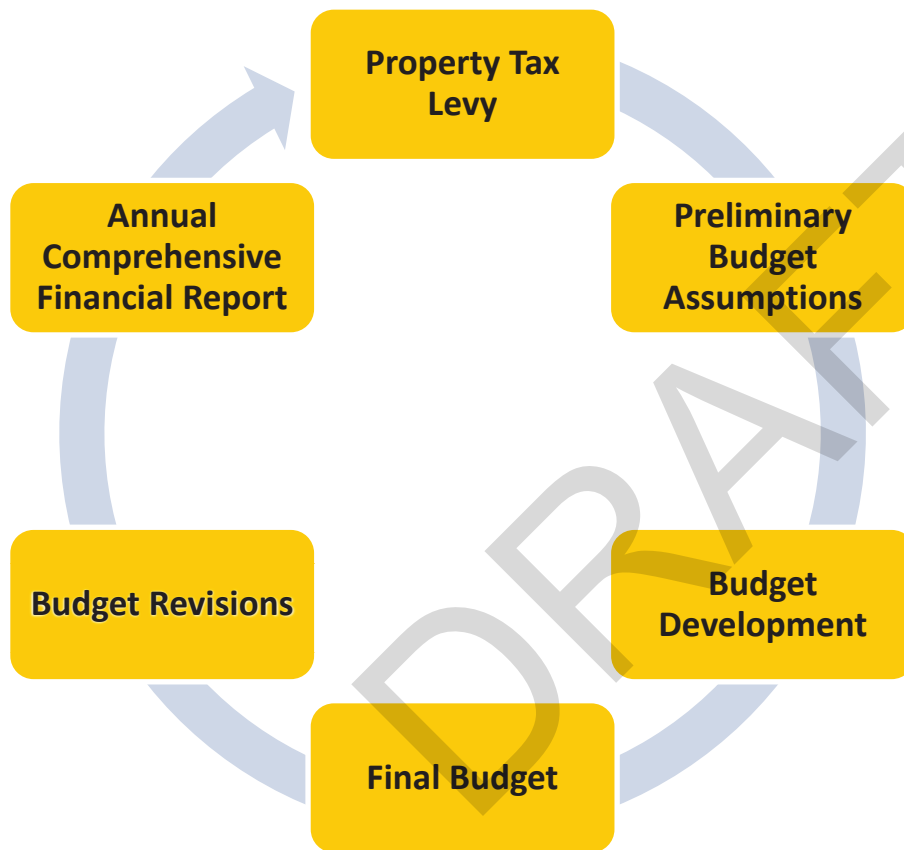 Property Tax
Levy
Preliminary
Budget
Assumptions
Budget
Development
Final Budget
Budget Revisions
Annual
Comprehensive
Financial Report
DRAFT